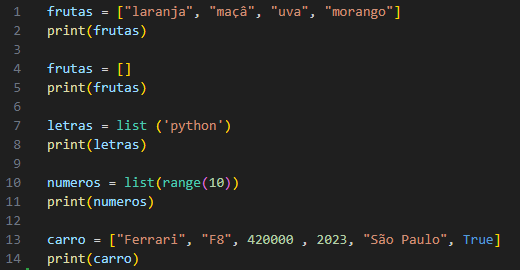 1 frutas = ["laranja", "maçã", "uva", "morango"]
2 print(frutas)
3
4 frutas = []
5 print(frutas)
6
7 letras = list ('python')
8 print(letras)
9
10 numeros = list(range(10))
11 print(numeros)
12
13 carro = ["Ferrari", "F8", 420000 , 2023, "São Paulo", True]
14 print(carro)